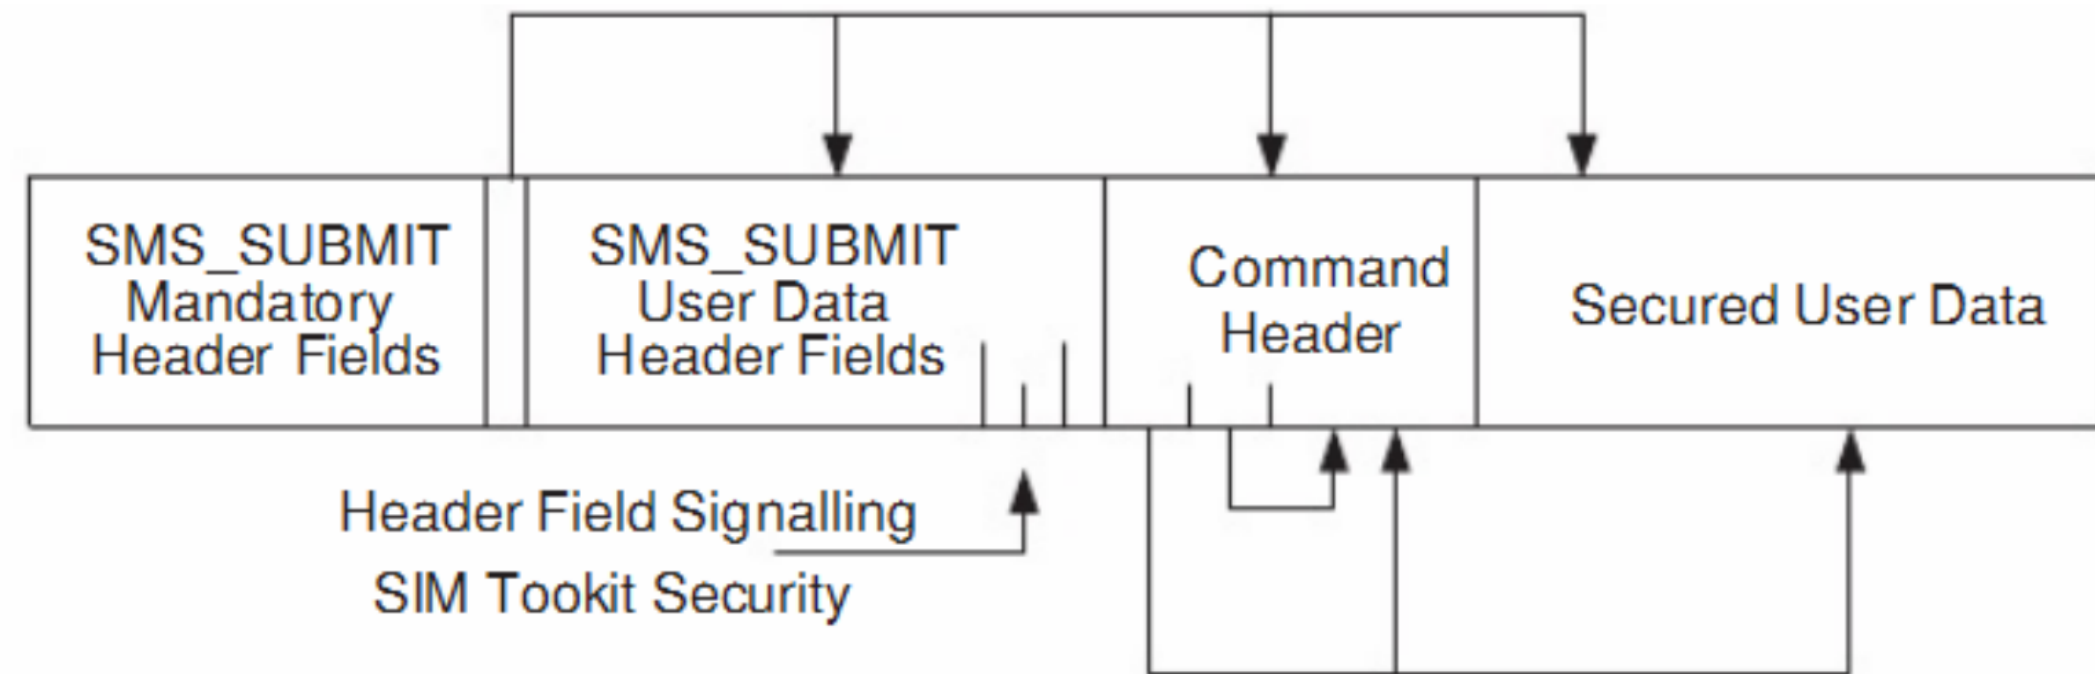 SMS_SUBMIT
Mandatory
Header Fields
SMS_SUBMIT
User Data
Header Fields
Command
Header
Secured User Data
Header Field Signalling
SIM Tookit Security